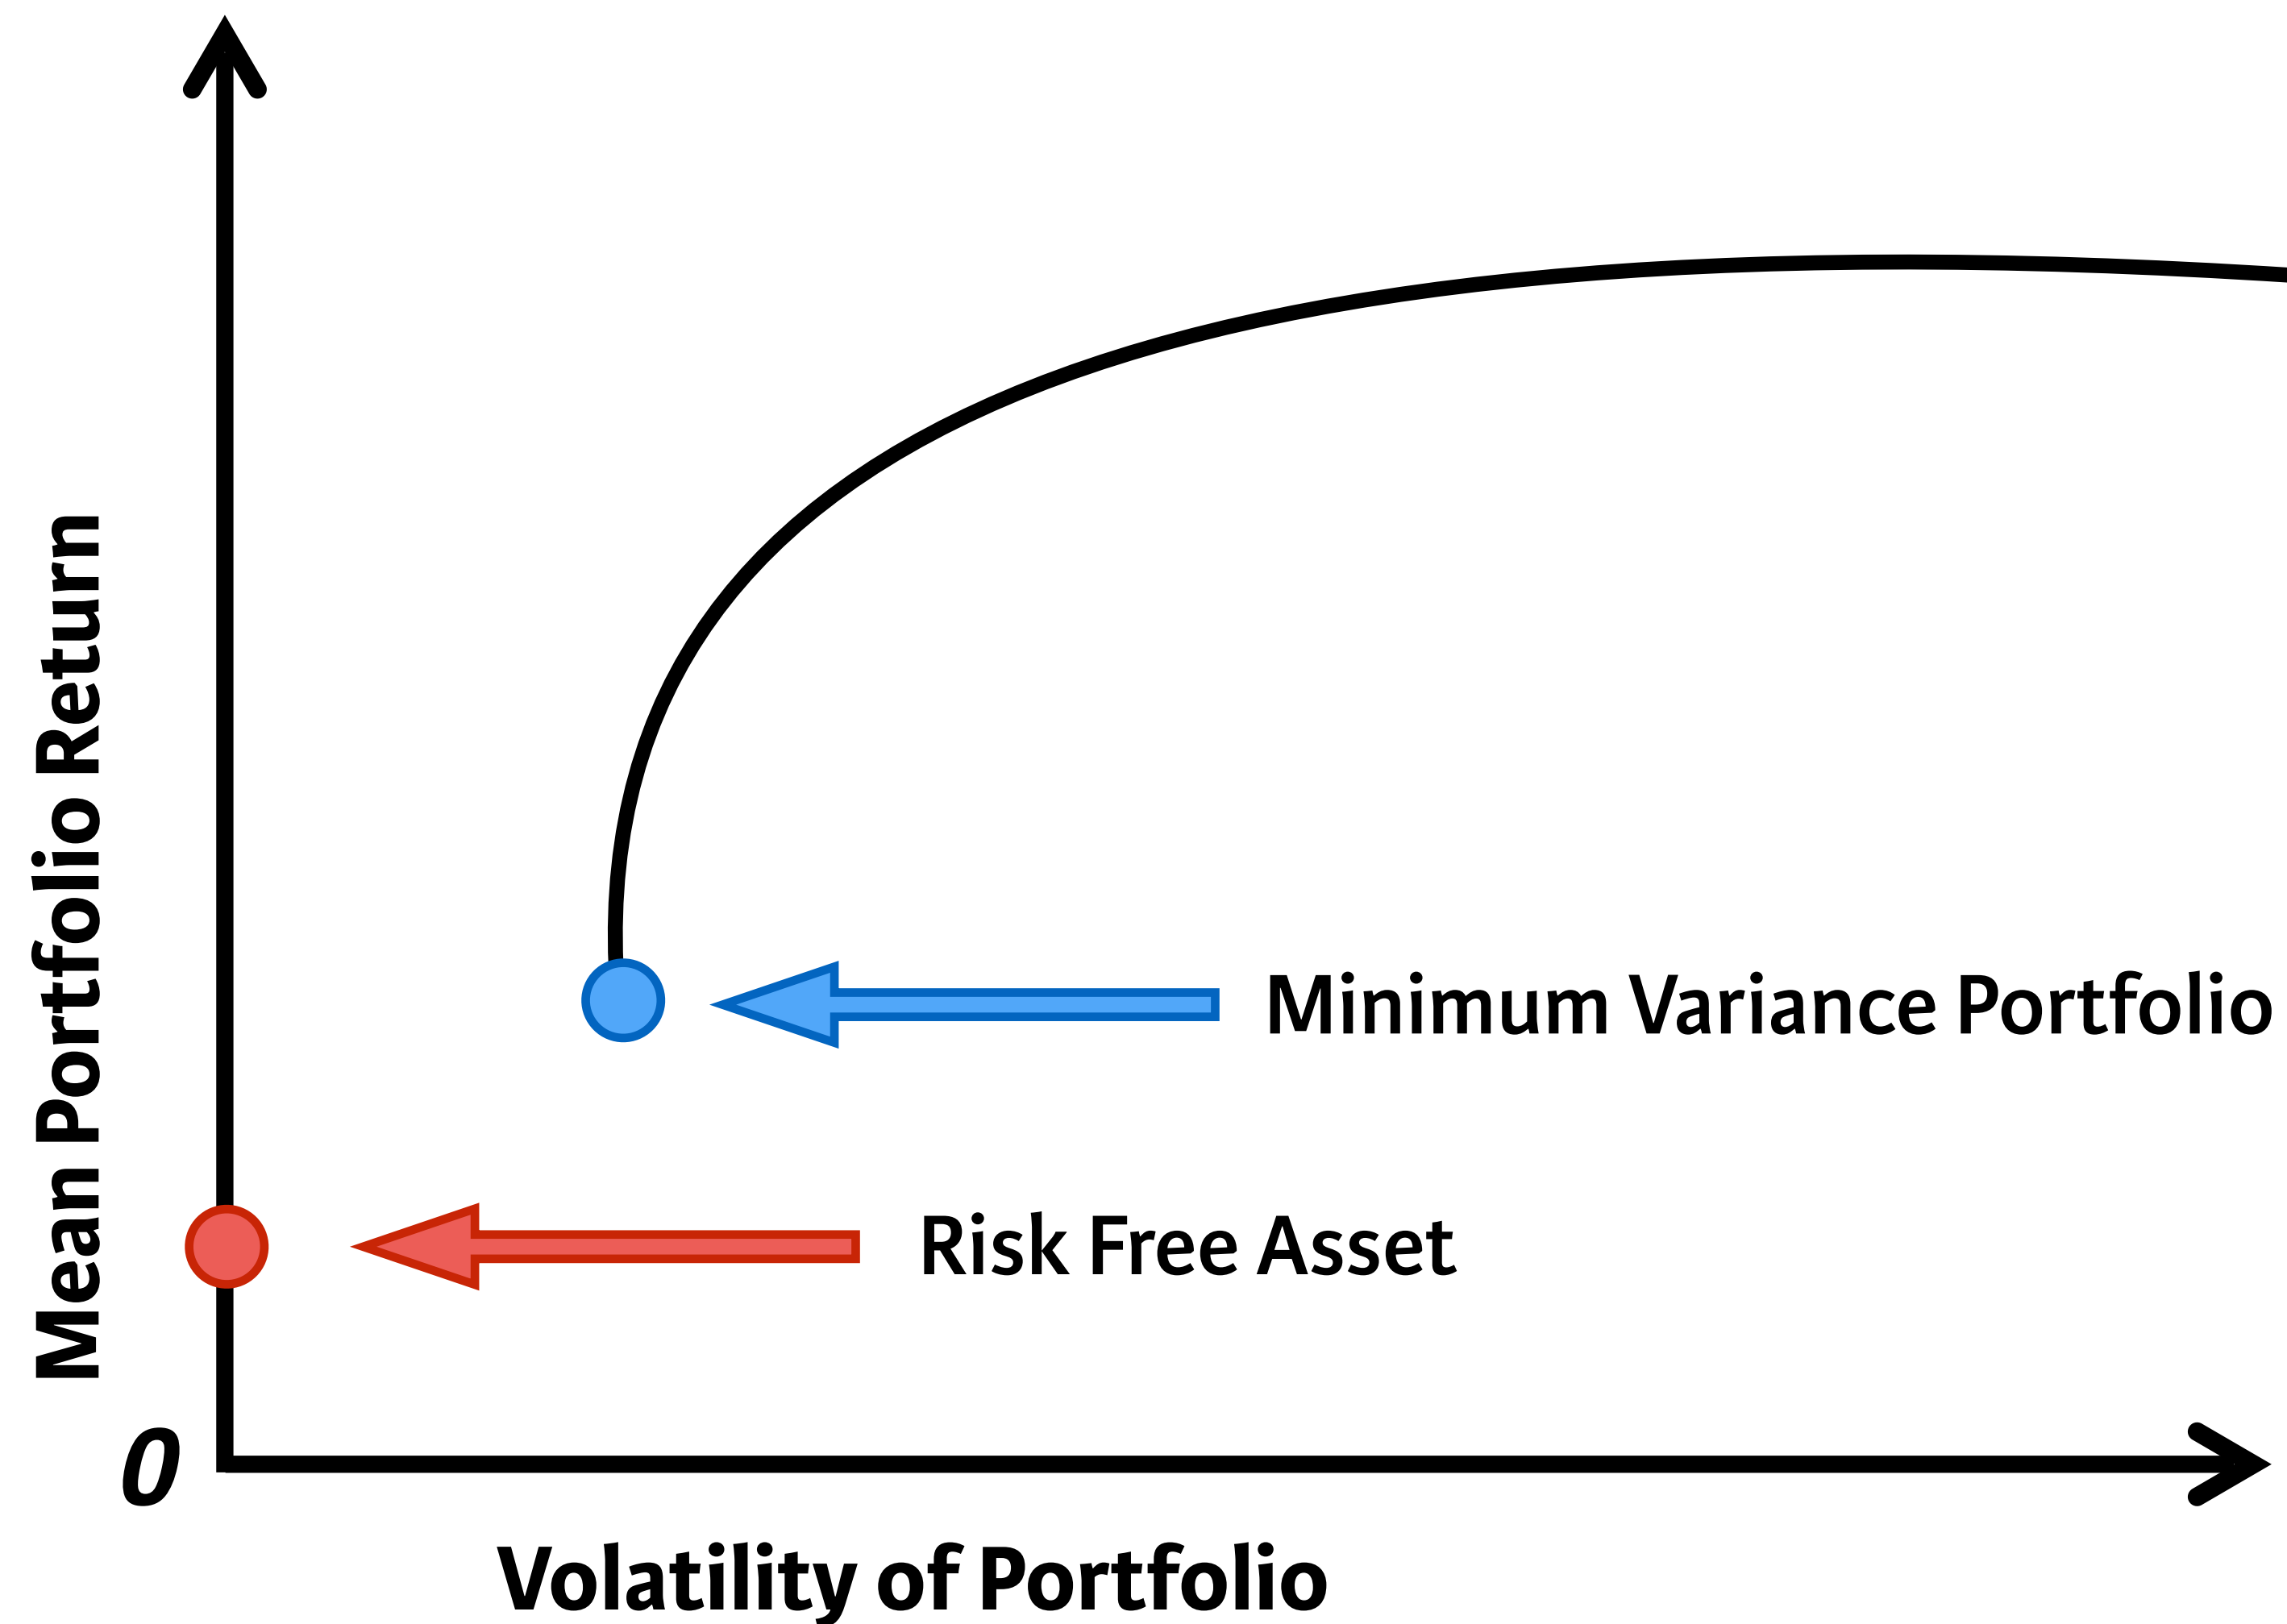 Mean Portfolio Return
Minimum Variance Portfolio
Risk Free Asset
0
Volatility of Portfolio